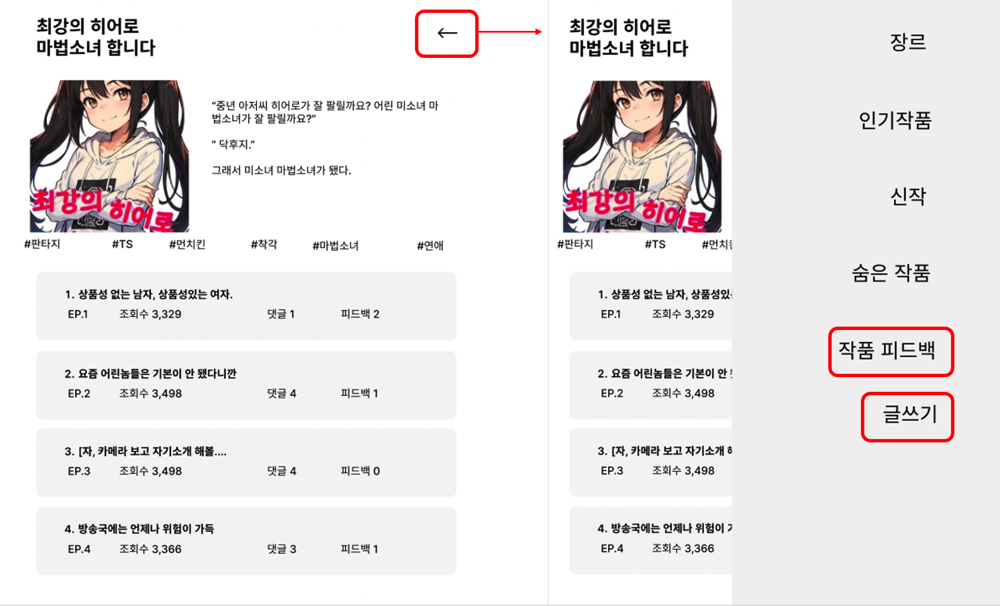 최강의 히어로
마법소녀 합니다
←
“중년 아저씨 히어로가 잘 팔릴까요? 어린 미소녀 마
법소녀가 잘 팔릴까요?”
” 닥후지.“
그래서 미소녀 마법소녀가 됐다.
최강의 히어로
#판타지 #TS #먼치킨 #착각 #마법소녀 #연애
1. 상품성 없는 남자, 상품성있는 여자.
EP.1 조회수 3,329 댓글 1 피드백 2
2. 요즘 어린놈들은 기본이 안 됐다니깐
EP.2 조회수 3,498 댓글 4 피드백 1
3. [자, 카메라 보고 자기소개 해볼....
EP.3 조회수 3,498 댓글 4 피드백 0
4. 방송국에는 언제나 위험이 가득
EP.4 조회수 3,366 댓글 3 피드백 1
최강의 히어로
마법소녀 합니다
최강의 히어로
#판타지 #TS #먼치
1. 상품성 없는 남자, 상품성있
EP.1 조회수 3,329
2. 요즘 어린놈들은 기본이 안
EP.2 조회수 3,498
3. [자, 카메라 보고 자기소개
EP.3 조회수 3,498
4. 방송국에는 언제나 위험이
EP.4 조회수 3,366
장르
인기작품
신작
숨은 작품
작품 피드백
글쓰기